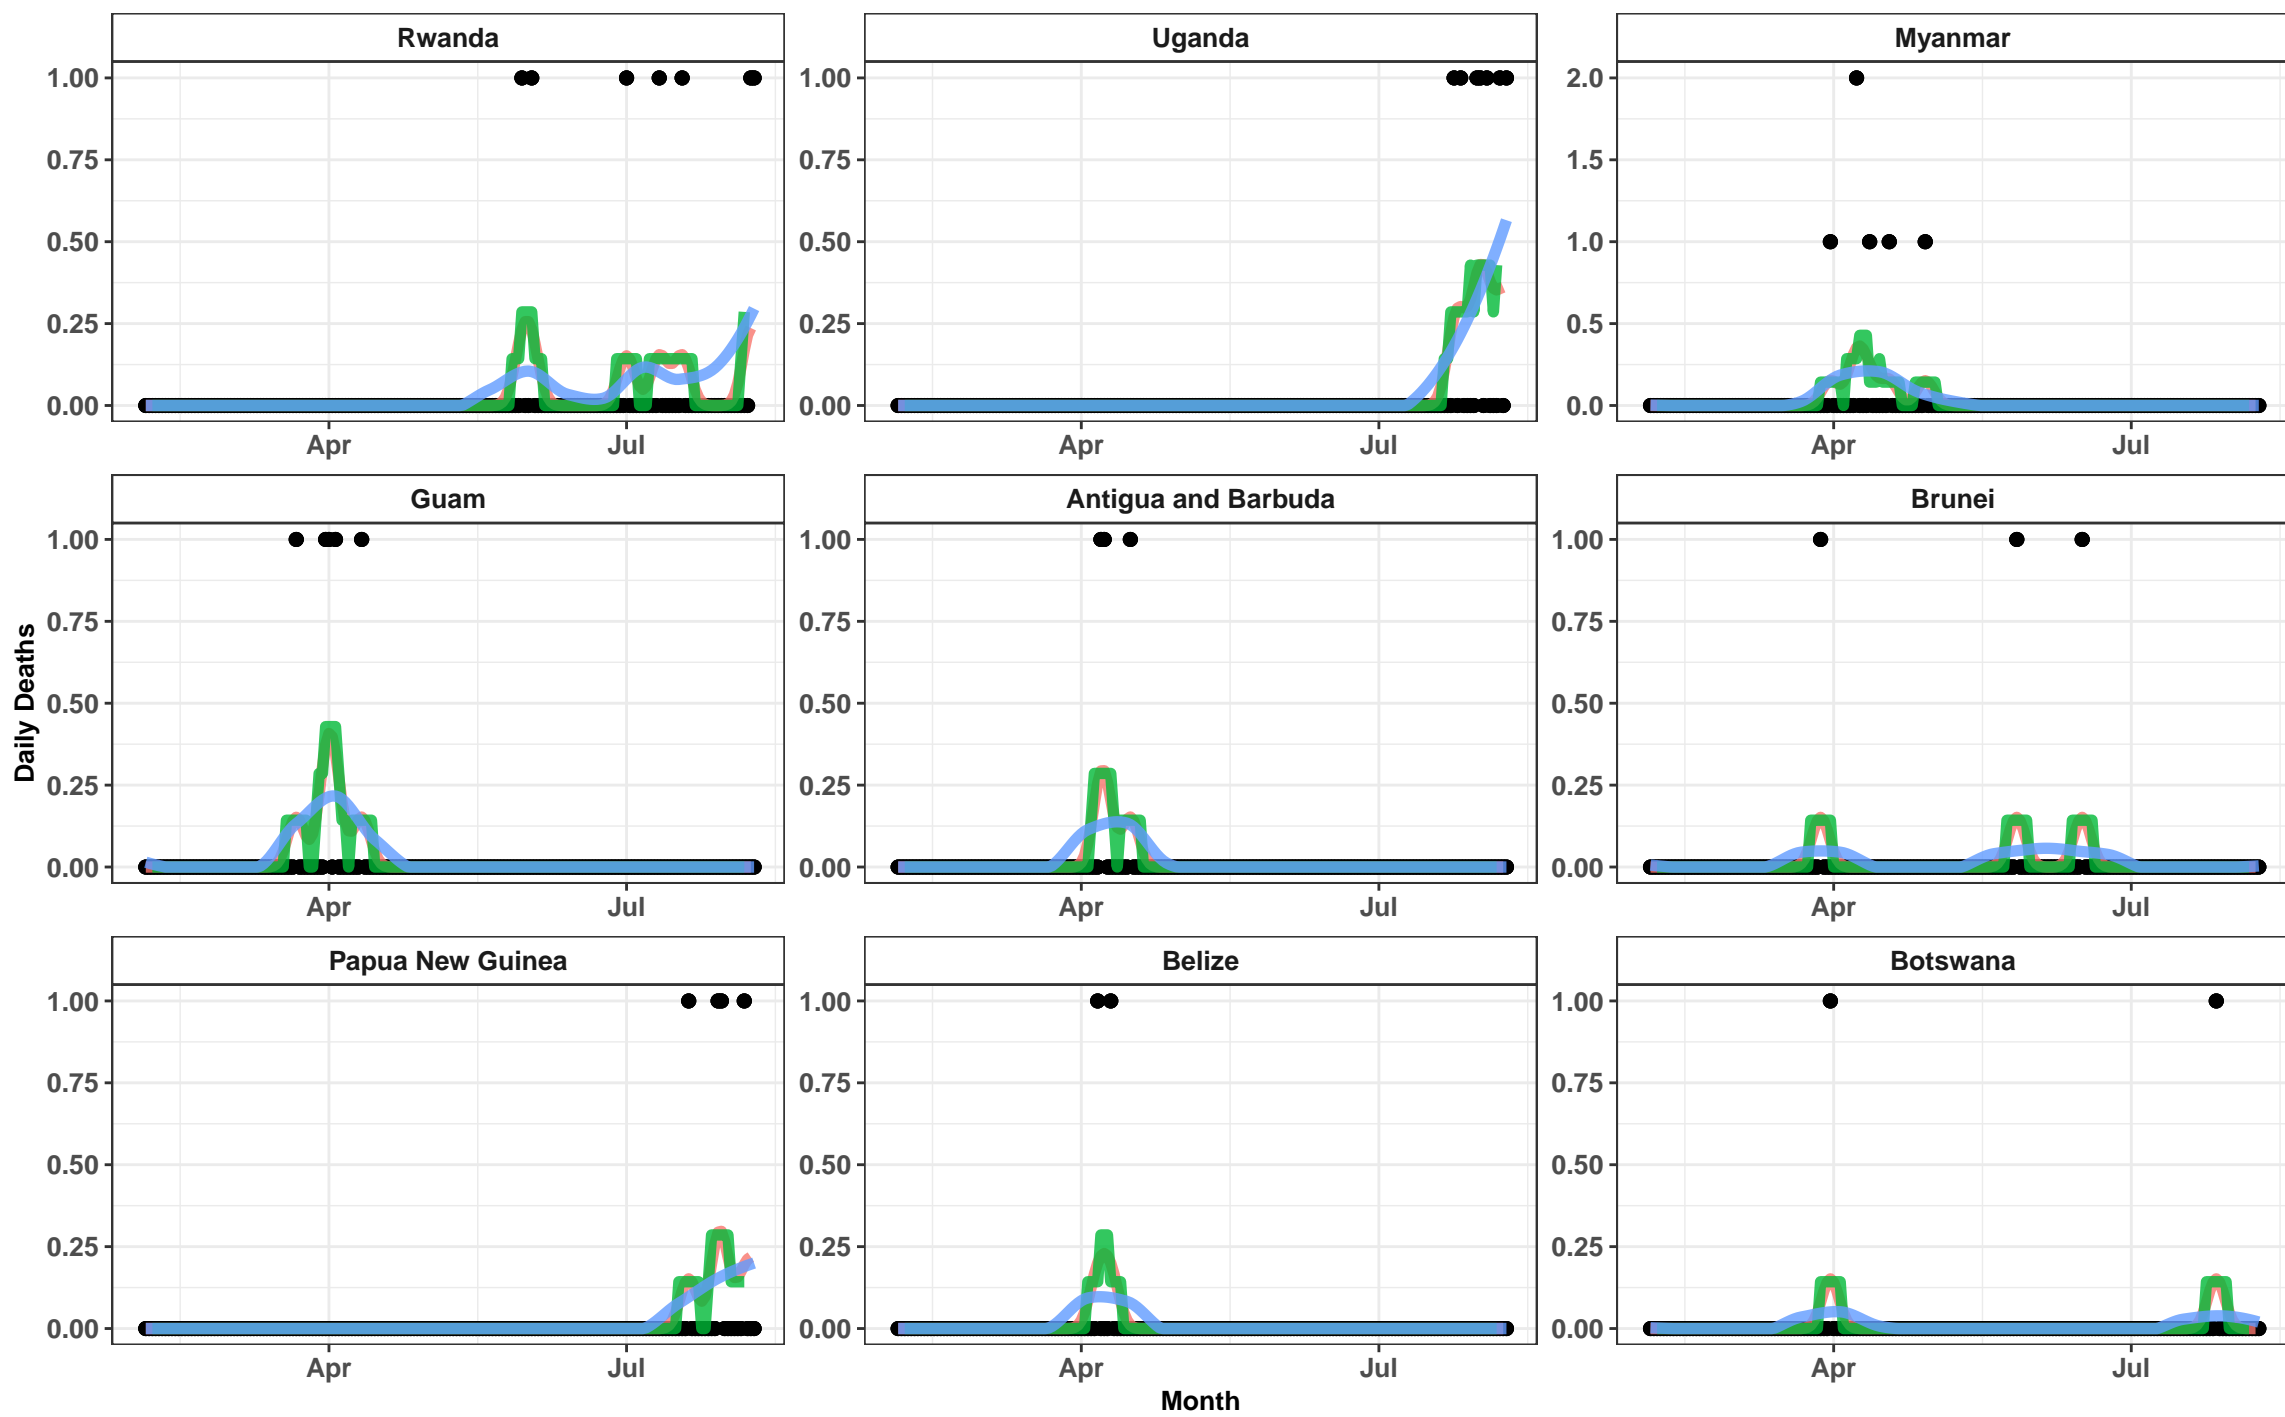 Rwanda Uganda Myanmar
1.00 1.00 2.0
0.75 0.75 1.5
0.50 0.50 1.0
0.25 0.25 0.5
0.00 0.00 0.0
Apr Jul Apr Jul Apr Jul
Guam Antigua and Barbuda Brunei
1.00 1.00 1.00
0.75 0.75 0.75
0.50 0.50 0.50
0.25 0.25 0.25
0.00 0.00 0.00
Apr Jul Apr Jul Apr Jul
Daily Deaths
Papua New Guinea Belize Botswana
1.00 1.00 1.00
0.75 0.75 0.75
0.50 0.50 0.50
0.25 0.25 0.25
0.00 0.00 0.00
Apr Jul Apr Jul Apr Jul
Month